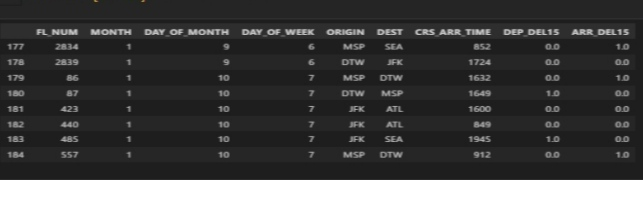 FL_NUM MONTH DAY_OF_MONTH DAY_OF_WEEK ORIGIN DEST CRS_ARR_TIME DEP_DEL15 ARR_DEL15
177 2834 1 9 6 MSP SEA 852 0.0 1.0
178 2839 1 9 6 DTW JFK 1724 0.0 0.0
179 86 1 10 7 MSP DTW 1632 0.0 1.0
180 87 1 10 7 DTW MSP 1649 1.0 0.0
181 423 1 10 7 JFK ATL 1600 0.0 0.0
182 440 1 10 7 JFK ATL 849 0.0 0.0
183 485 1 10 7 JFK SEA 1945 1.0 0.0
184 557 1 10 7 MSP DTW 912 0.0 1.0